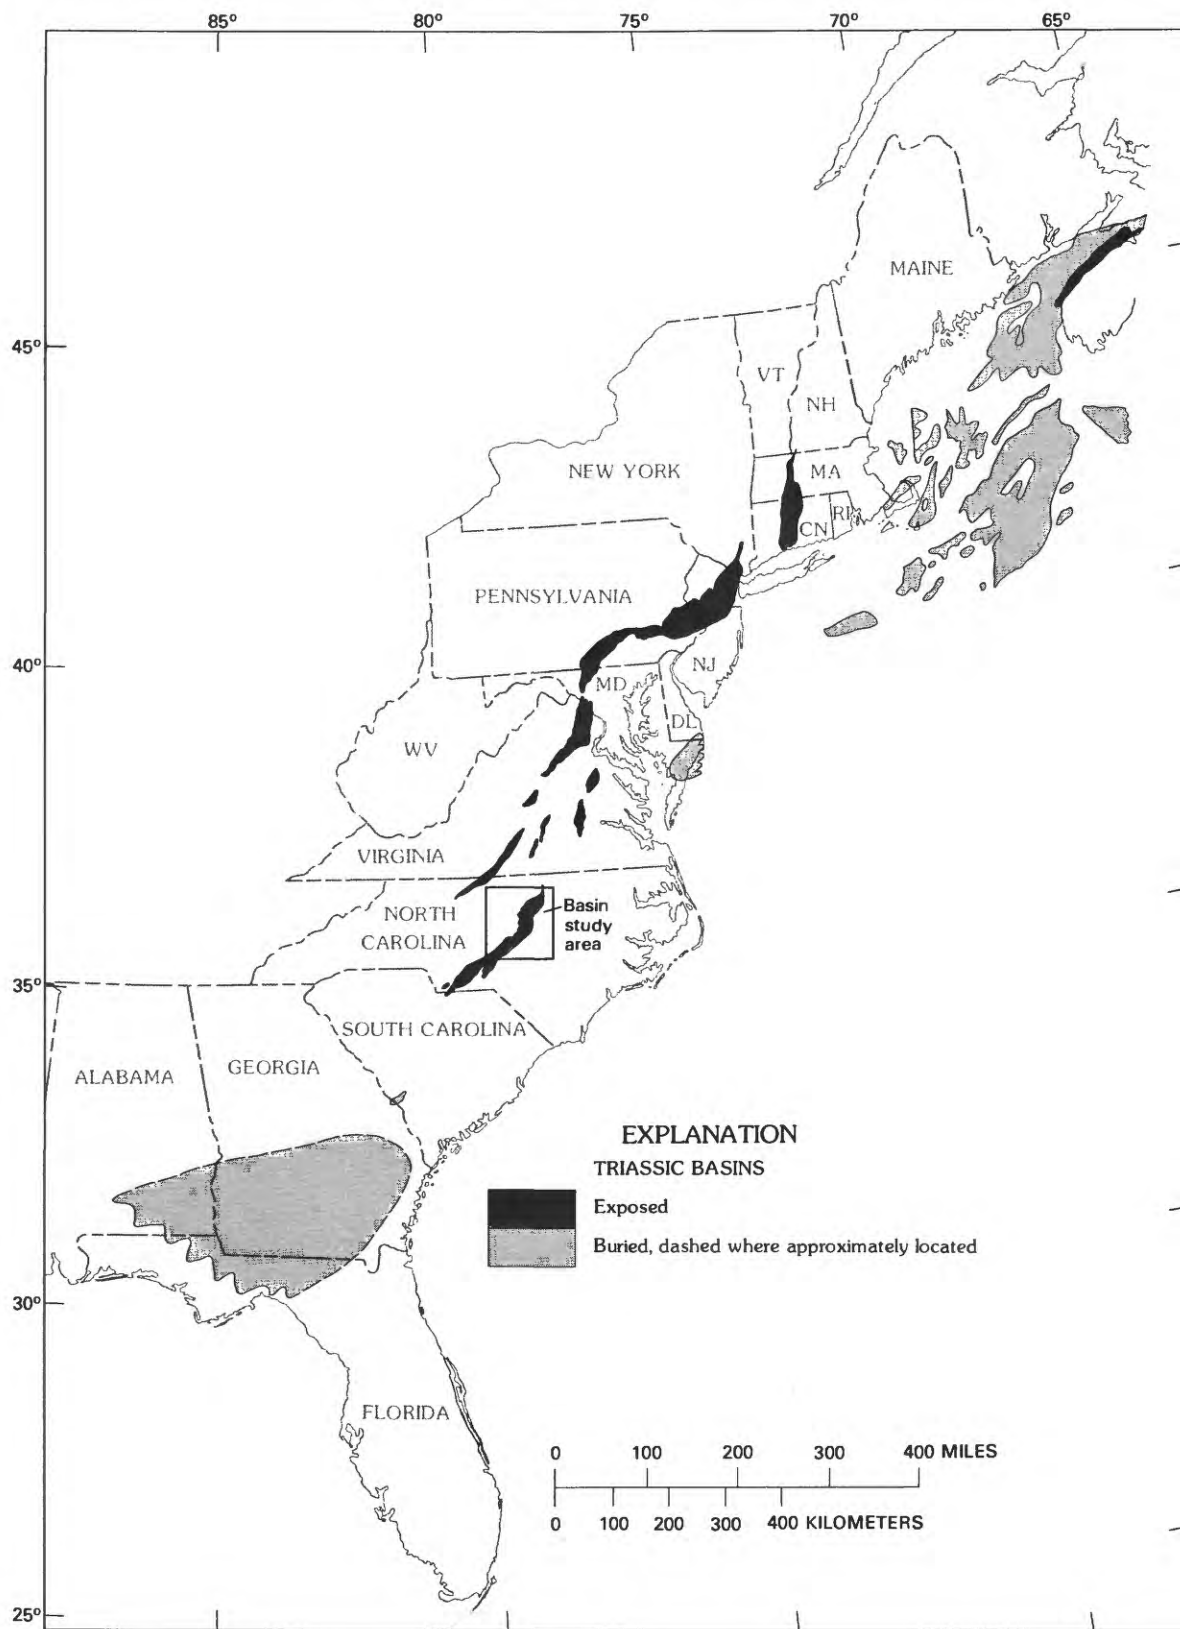 85° 80° 75° 70° 65°
MAINE
45°
VT
NH
NEW YORK
MA
CN
RI
PENNSYLVANIA
40°
NJ
MD
DL
WV
VIRGINIA
NORTH
CAROLINA
Basin
study
area
35°
SOUTH CAROLINA
ALABAMA
GEORGIA
EXPLANATION
TRIASSIC BASINS
Exposed
Buried, dashed where approximately located
30°
FLORIDA
0 100 200 300 400 MILES
0 100 200 300 400 KILOMETERS
25°